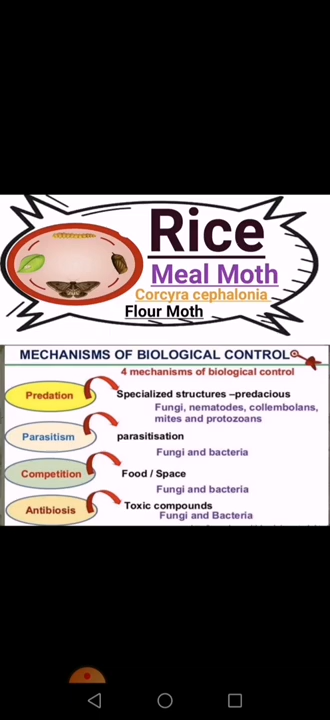 Rice
Meal Moth
Corcyra cephalonia
Flour Moth
MECHANISMS OF BIOLOGICAL CONTROL
4 mechanisms of biological control
Predation
Specialized structures –predacious
Fungi, nematodes, collembolans,
mites and protozoans
Parasitism
parasitisation
Fungi and bacteria
Competition
Food / Space
Fungi and bacteria
Antibiosis
Toxic compounds
Fungi and Bacteria